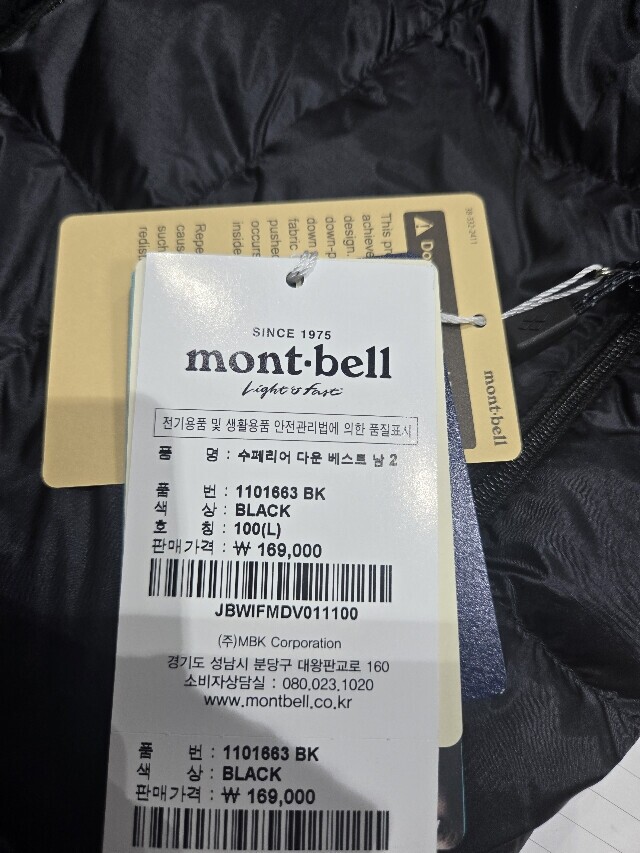 SINCE 1975
mont·bell
Light & Fast
전기용품 및 생활용품 안전관리법에 의한 품질표시
품 명 : 수페리어 다운 베스트 남 2
품 번 : 1101663 BK
색 상 : BLACK
호 칭 : 100(L)
판매가격 : ₩ 169,000
JBWIFMDV011100
(주)MBK Corporation
경기도 성남시 분당구 대왕판교로 160
소비자상담실 : 080.023.1020
www.montbell.co.kr
품 번 : 1101663 BK
색 상 : BLACK
판매가격 : ₩ 169,000
This
achieve
design.
down-p
down
fabric
pushed
occurs
inside
Repe
caus
such
redist
mont·bell